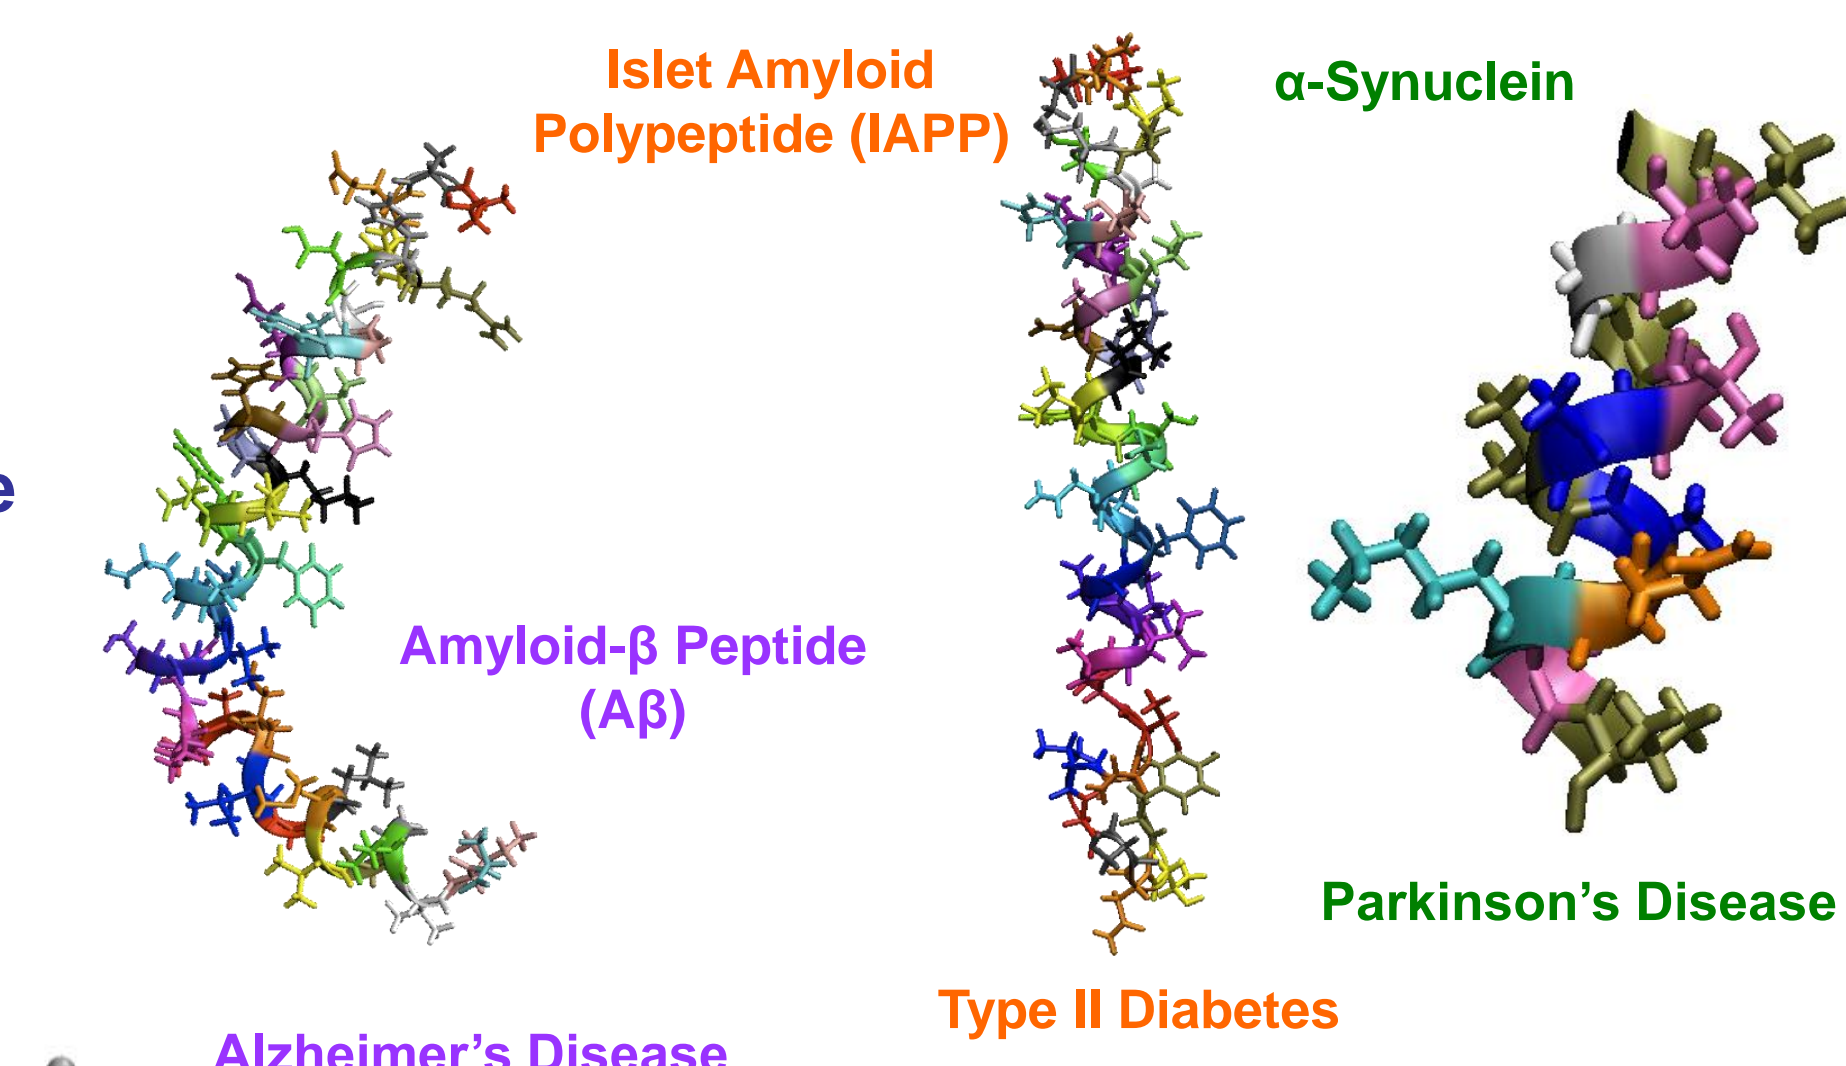 Islet Amyloid
Polypeptide (IAPP)
α-Synuclein
e
Amyloid-β Peptide
(Aβ)
Parkinson’s Disease
Type II Diabetes
Alzheimer’s Disease